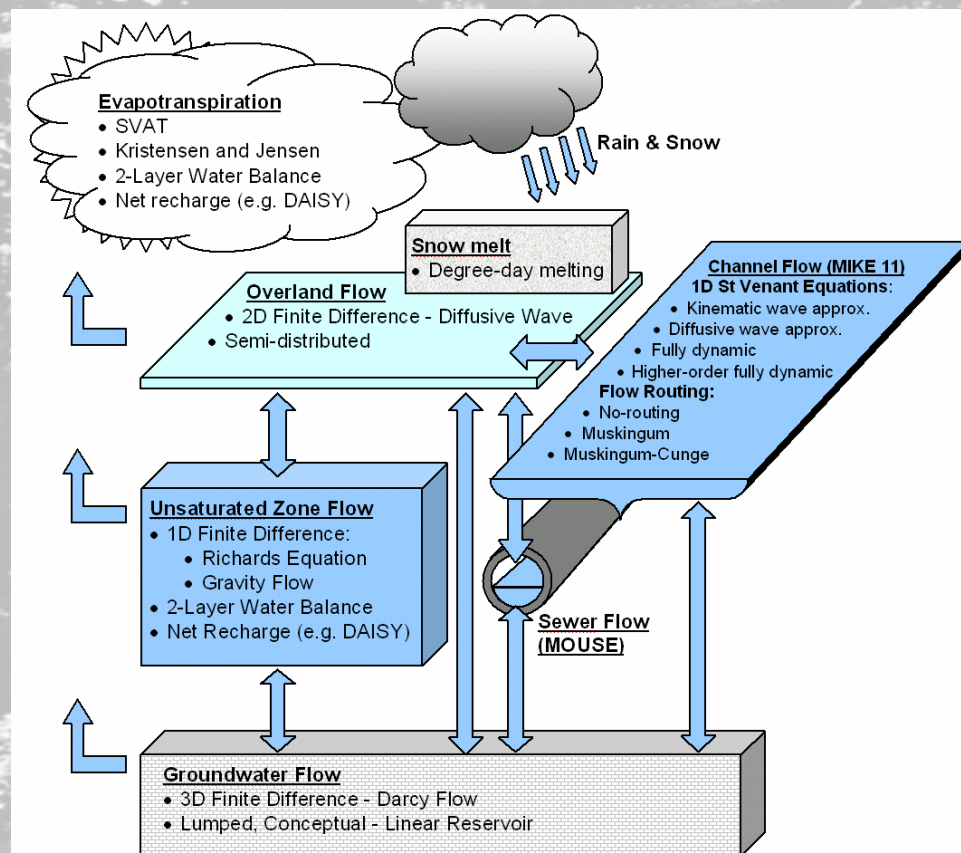 Evapotranspiration
• SVAT
• Kristensen and Jensen
• 2-Layer Water Balance
• Net recharge (e.g. DAISY)
Rain & Snow
Snow melt
• Degree-day melting
Overland Flow
• 2D Finite Difference - Diffusive Wave
• Semi-distributed
Channel Flow (MIKE 11)
1D St Venant Equations:
• Kinematic wave approx.
• Diffusive wave approx.
• Fully dynamic
• Higher-order fully dynamic
Flow Routing:
• No-routing
• Muskingum
• Muskingum-Cunge
Unsaturated Zone Flow
• 1D Finite Difference:
• Richards Equation
• Gravity Flow
• 2-Layer Water Balance
• Net Recharge (e.g. DAISY)
Sewer Flow
(MOUSE)
Groundwater Flow
• 3D Finite Difference - Darcy Flow
• Lumped, Conceptual - Linear Reservoir